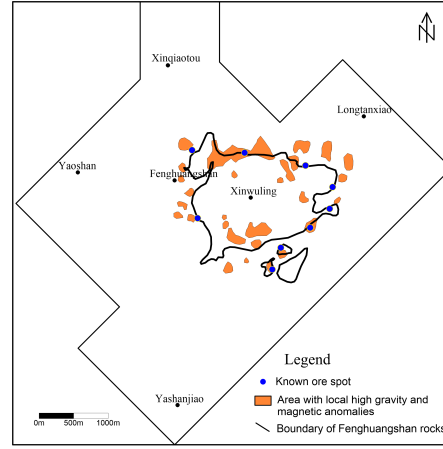 N
Xinqiaotou
Longtanxiao
Yaoshan
Fenghuangshan
Xinwuling
Legend
Known ore spot
Area with local high gravity and
magnetic anomalies
Boundary of Fenghuangshan rocks
Yashanjiao
0m 500m 1000m